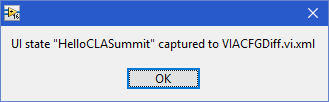 UI state "HelloCLASummit" captured to VIACFGDiff.vi.xml
OK